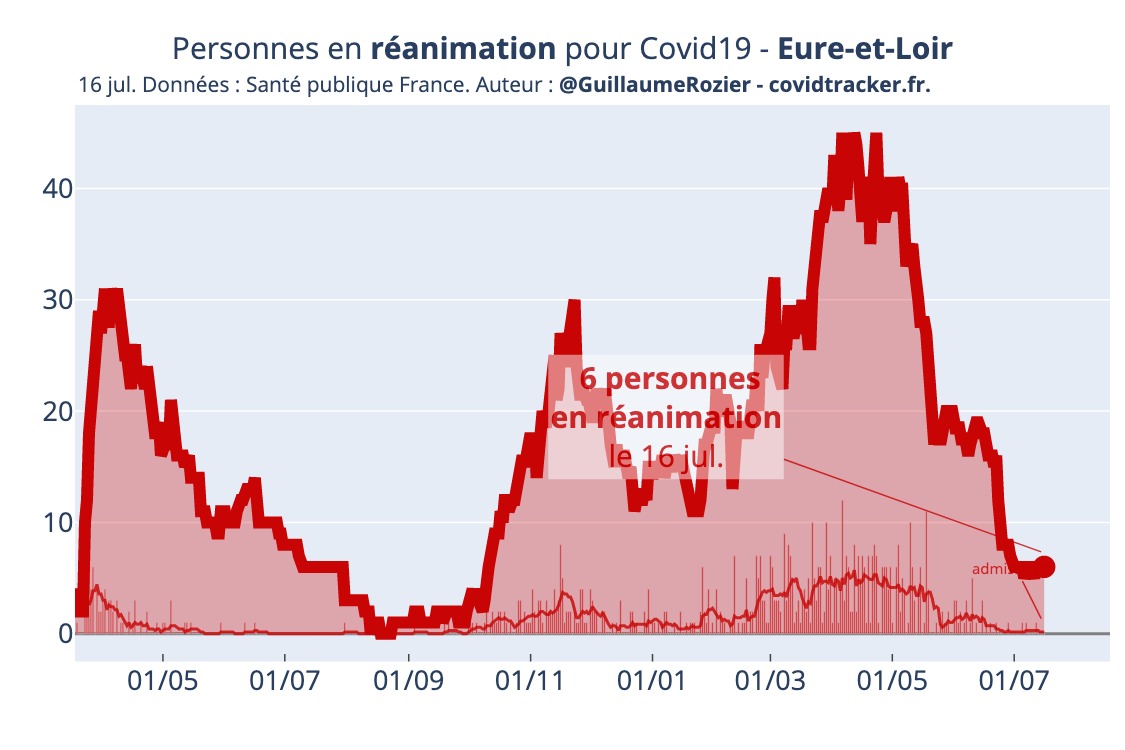 Personnes en réanimation pour Covid19 - Eure-et-Loir
16 jul. Données : Santé publique France. Auteur : @GuillaumeRozier - covidtracker.fr.
40
30
20
10
0
6 personnes
en réanimation
le 16 jul.
01/05 01/07 01/09 01/11 01/01 01/03 01/05 01/07